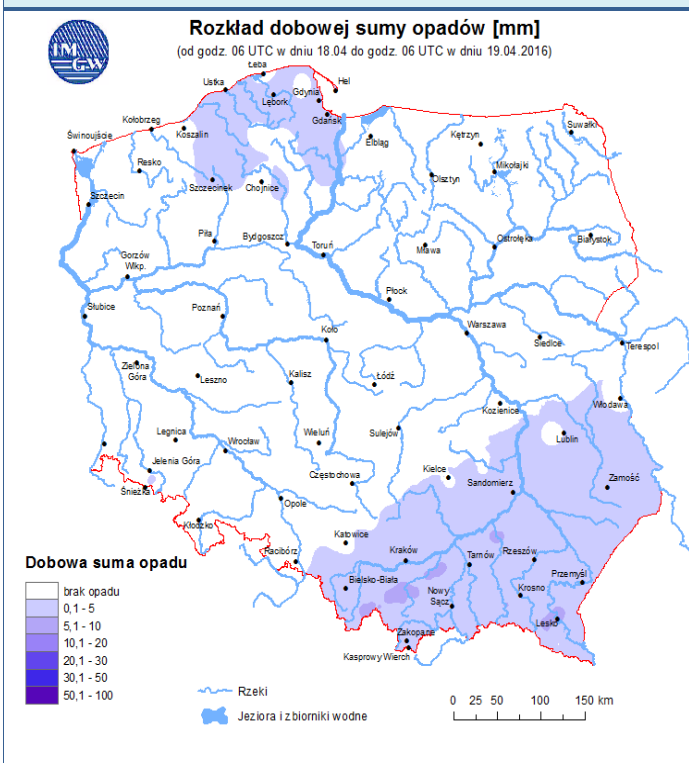 IM
GW
Rozkład dobowej sumy opadów [mm]
(od godz. 06 UTC w dniu 18.04 do godz. 06 UTC w dniu 19.04.2016)
Łeba
Ustka
Hel
Gdynia
Lębork
Gdańsk
Kołobrzeg
Koszalin
Suwałki
Świnoujście
Elbląg
Kętrzyn
Resko
Mikołajki
Szczecinek
Chojnice
Olsztyn
Szczecin
Piła
Bydgoszcz
Toruń
Mława
Ostrołęka
Białystok
Gorzów
Wlkp.
Płock
Słubice
Poznań
Koło
Warszawa
Siedlce
Terespol
Zielona
Góra
Leszno
Kalisz
Łódź
Kozienice
Włodawa
Legnica
Wrocław
Wieluń
Sulejów
Lublin
Jelenia Góra
Częstochowa
Kielce
Sandomierz
Zamość
Śnieżka
Opole
Kłodzko
Katowice
Racibórz
Kraków
Tarnów
Rzeszów
Przemyśl
Bielsko-Biała
Nowy
Sącz
Krosno
Lesko
Zakopane
Kasprowy Wierch
Dobowa suma opadu
brak opadu
0,1 - 5
5,1 - 10
10,1 - 20
20,1 - 30
30,1 - 50
50,1 - 100
Rzeki
Jeziora i zbiorniki wodne
0 25 50 100 150 km